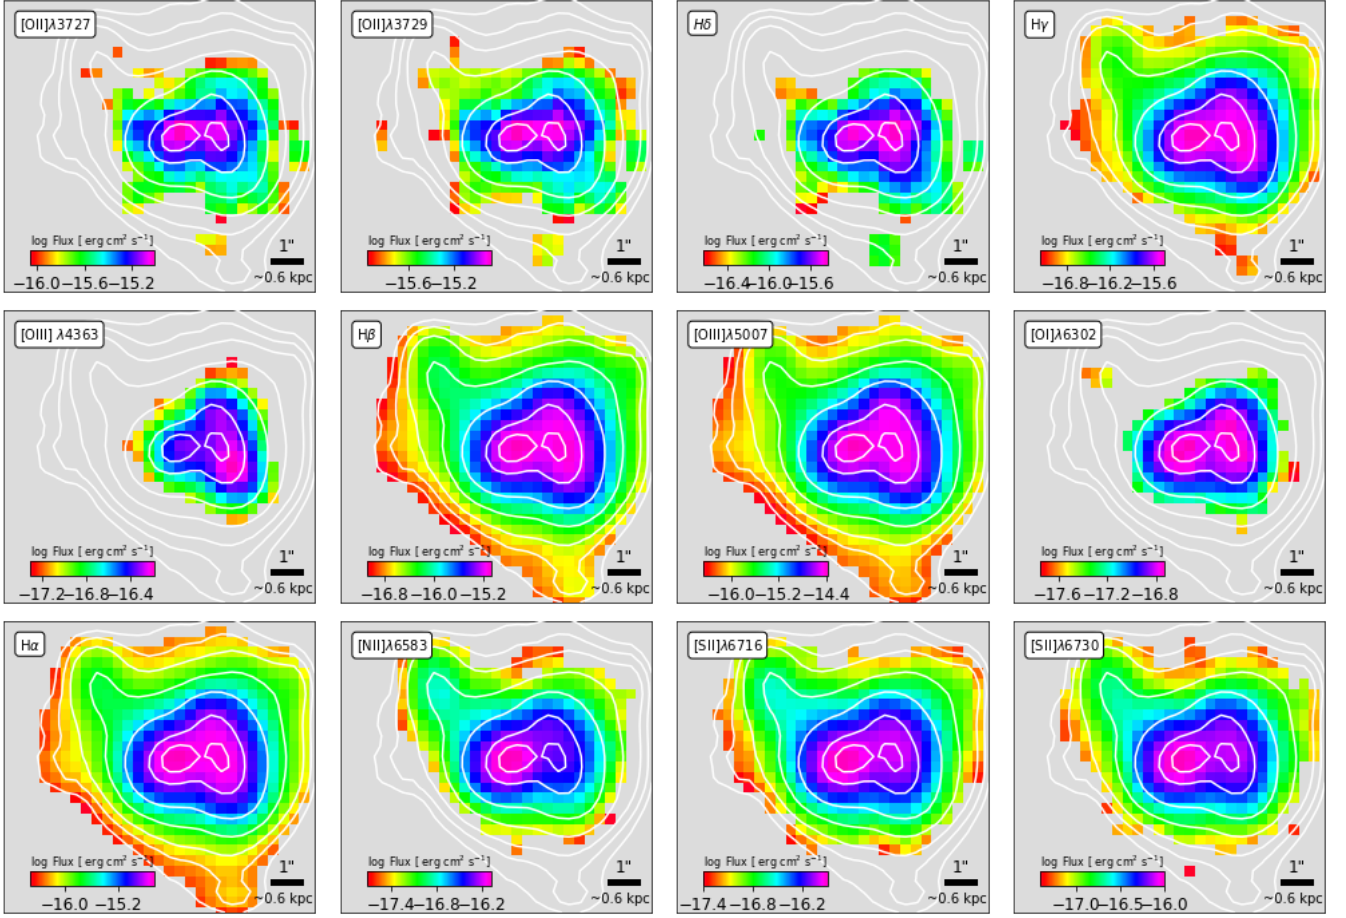 [OII]λ3727
log Flux [ erg cm² s⁻¹]
−16.0−15.6−15.2
1"
~0.6 kpc
[OII]λ3729
log Flux [ erg cm² s⁻¹]
−15.6−15.2
1"
~0.6 kpc
Hδ
log Flux [ erg cm² s⁻¹]
−16.4−16.0−15.6
1"
~0.6 kpc
Hγ
log Flux [ erg cm² s⁻¹]
−16.8−16.2−15.6
1"
~0.6 kpc
[OIII] λ4363
log Flux [ erg cm² s⁻¹]
−17.2−16.8−16.4
1"
~0.6 kpc
Hβ
log Flux [ erg cm² s⁻¹]
−16.8−16.0−15.2
1"
~0.6 kpc
[OIII]λ5007
log Flux [ erg cm² s⁻¹]
−16.0−15.2−14.4
1"
~0.6 kpc
[OI]λ6302
log Flux [ erg cm² s⁻¹]
−17.6−17.2−16.8
1"
~0.6 kpc
Hα
log Flux [ erg cm² s⁻¹]
−16.0−15.2
1"
~0.6 kpc
[NII]λ6583
log Flux [ erg cm² s⁻¹]
−17.4−16.8−16.2
1"
~0.6 kpc
[SII]λ6716
log Flux [ erg cm² s⁻¹]
−17.4−16.8−16.2
1"
~0.6 kpc
[SII]λ6730
log Flux [ erg cm² s⁻¹]
−17.0−16.5−16.0
1"
~0.6 kpc